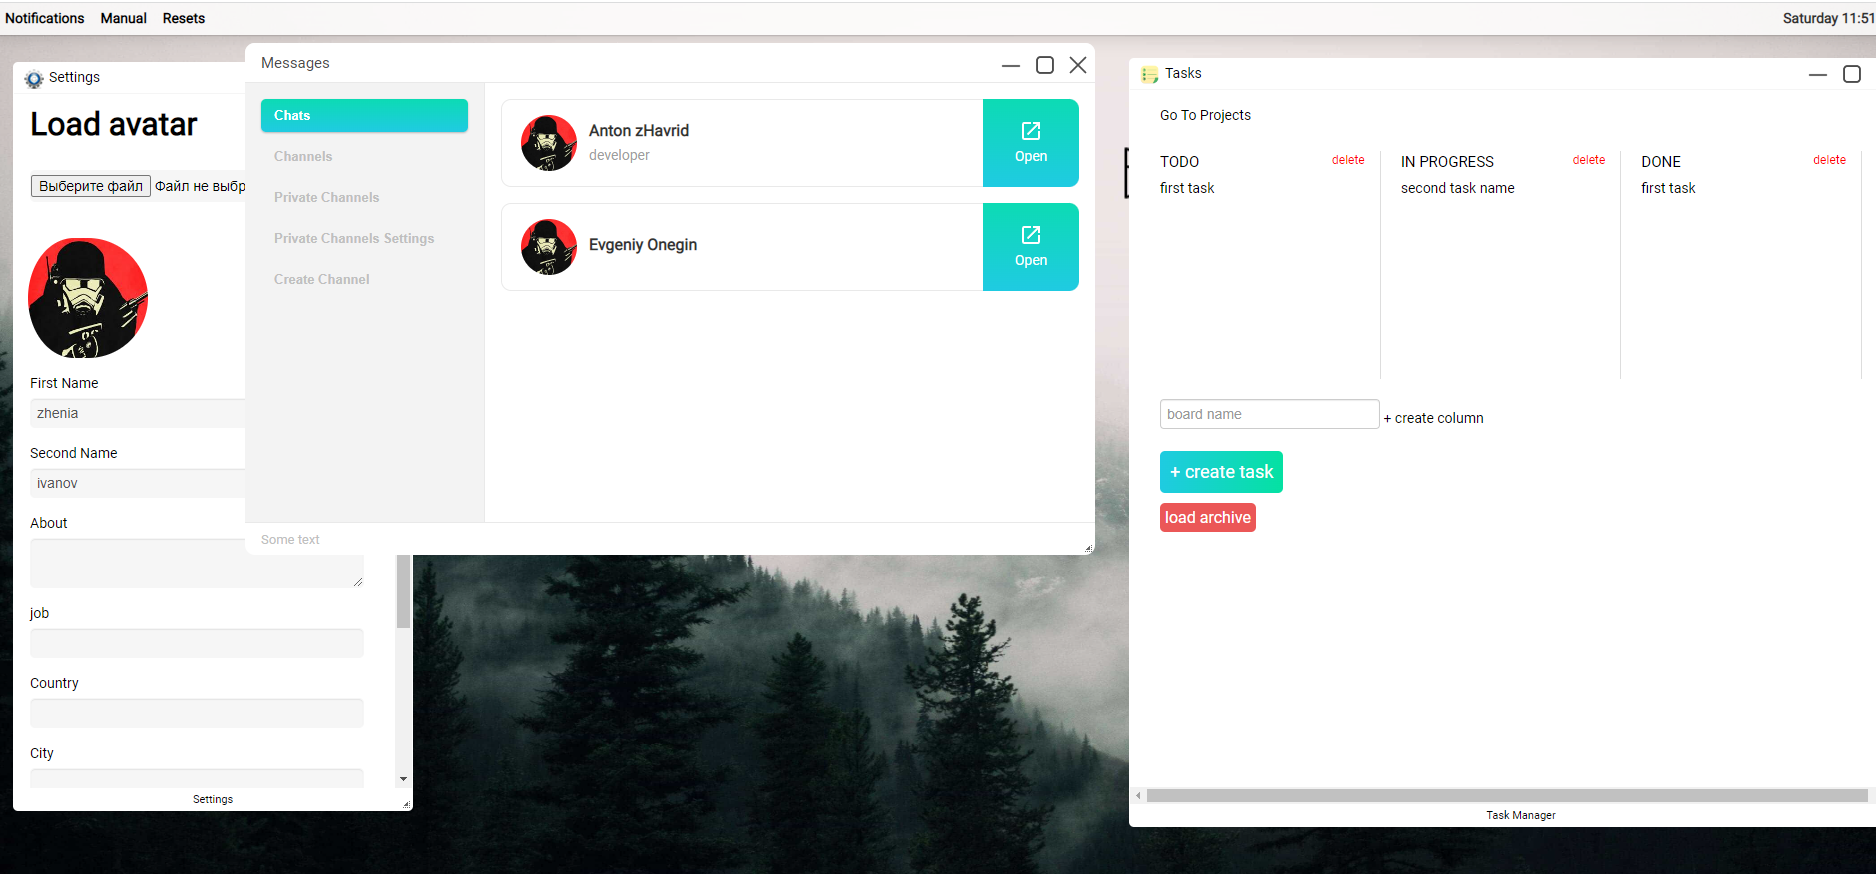 Notifications Manual Resets Saturday 11:51
Settings
Load avatar
Выберите файл Файл не выбр
First Name
zhenia
Second Name
ivanov
About
job
Country
City
Settings
Messages
Chats
Channels
Private Channels
Private Channels Settings
Create Channel
Anton zHavrid
developer
Open
Evgeniy Onegin
Open
Some text
Tasks
Go To Projects
TODO delete
first task
IN PROGRESS delete
second task name
DONE delete
first task
board name + create column
+ create task
load archive
Task Manager